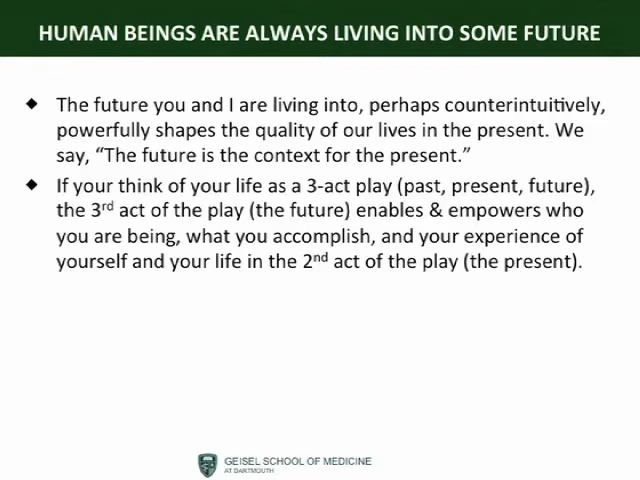 HUMAN BEINGS ARE ALWAYS LIVING INTO SOME FUTURE
◆ The future you and I are living into, perhaps counterintuitively,
powerfully shapes the quality of our lives in the present. We
say, “The future is the context for the present.”
◆ If your think of your life as a 3-act play (past, present, future),
the 3rd act of the play (the future) enables & empowers who
you are being, what you accomplish, and your experience of
yourself and your life in the 2nd act of the play (the present).
GEISEL SCHOOL OF MEDICINE
AT DARTMOUTH